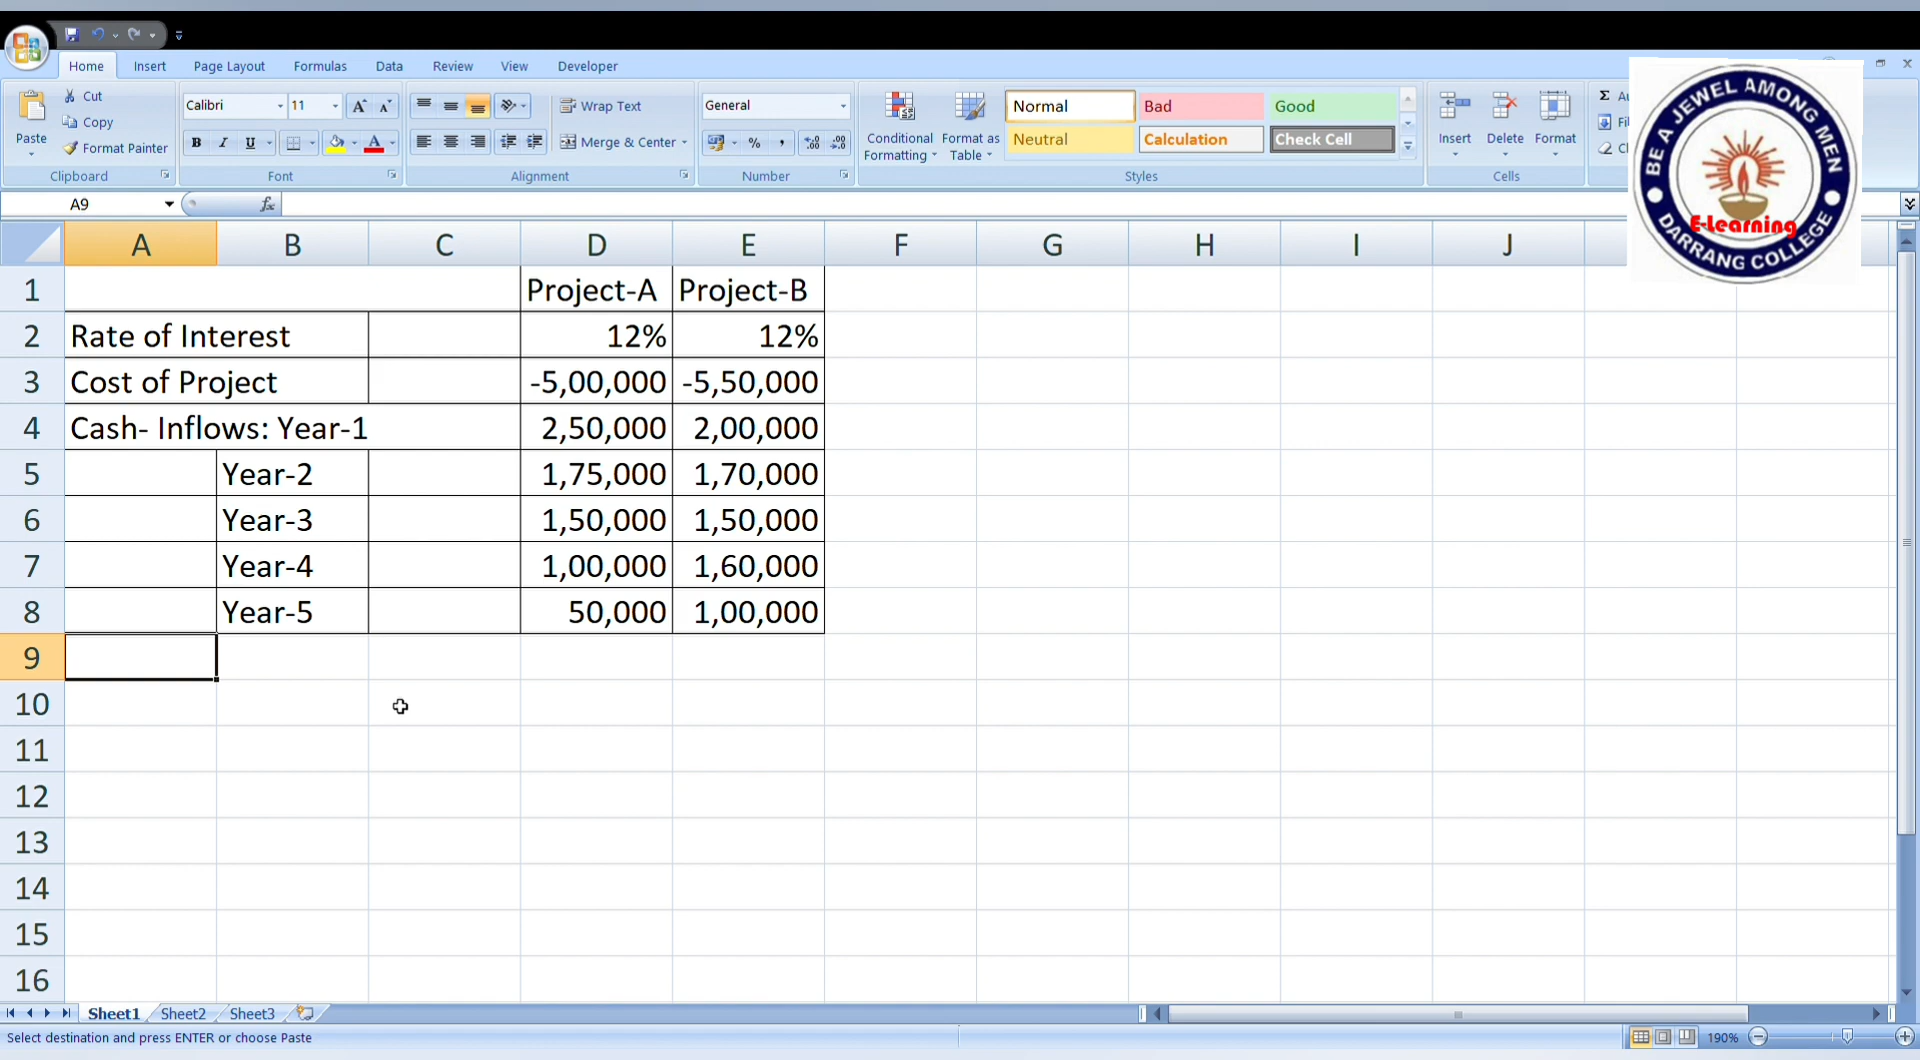 Home Insert Page Layout Formulas Data Review View Developer
Paste
Cut
Copy
Format Painter
Clipboard
Calibri 11
B I U
Font
Wrap Text
Merge & Center
Alignment
General
%
Number
Conditional Formatting
Format as Table
Normal Bad Good
Neutral Calculation Check Cell
Styles
Insert Delete Format
Cells
Σ
BE A JEWEL AMONG MEN
E-Learning
DARRANG COLLEGE
A9
fx
A B C D E F G H I J
1 Project-A Project-B
2 Rate of Interest 12% 12%
3 Cost of Project -5,00,000 -5,50,000
4 Cash- Inflows: Year-1 2,50,000 2,00,000
5 Year-2 1,75,000 1,70,000
6 Year-3 1,50,000 1,50,000
7 Year-4 1,00,000 1,60,000
8 Year-5 50,000 1,00,000
9
10
11
12
13
14
15
16
Sheet1 Sheet2 Sheet3
Select destination and press ENTER or choose Paste
190%